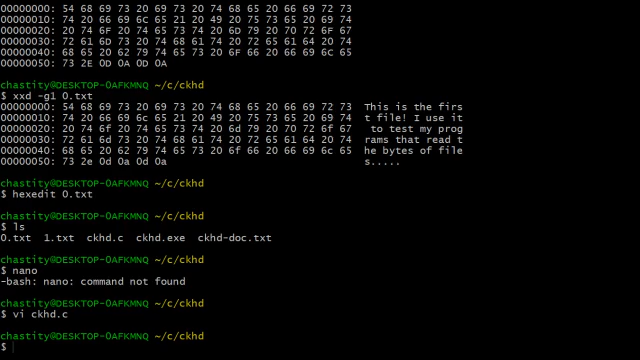 00000000: 54 68 69 73 20 69 73 20 74 68 65 20 66 69 72 73
00000010: 74 20 66 69 6C 65 21 20 49 20 75 73 65 20 69 74
00000020: 20 74 6F 20 74 65 73 74 20 6D 79 20 70 72 6F 67
00000030: 72 61 6D 73 20 74 68 61 74 20 72 65 61 64 20 74
00000040: 68 65 20 62 79 74 65 73 20 6F 66 20 66 69 6C 65
00000050: 73 2E 0D 0A 0D 0A
chastity@DESKTOP-0AFKMNQ ~/c/ckhd
$ xxd -g1 0.txt
00000000: 54 68 69 73 20 69 73 20 74 68 65 20 66 69 72 73  This is the firs
00000010: 74 20 66 69 6c 65 21 20 49 20 75 73 65 20 69 74  t file! I use it
00000020: 20 74 6f 20 74 65 73 74 20 6d 79 20 70 72 6f 67   to test my prog
00000030: 72 61 6d 73 20 74 68 61 74 20 72 65 61 64 20 74  rams that read t
00000040: 68 65 20 62 79 74 65 73 20 6f 66 20 66 69 6c 65  he bytes of file
00000050: 73 2e 0d 0a 0d 0a                                s.....
chastity@DESKTOP-0AFKMNQ ~/c/ckhd
$ hexedit 0.txt
chastity@DESKTOP-0AFKMNQ ~/c/ckhd
$ ls
0.txt  1.txt  ckhd.c  ckhd.exe  ckhd-doc.txt
chastity@DESKTOP-0AFKMNQ ~/c/ckhd
$ nano
-bash: nano: command not found
chastity@DESKTOP-0AFKMNQ ~/c/ckhd
$ vi ckhd.c
chastity@DESKTOP-0AFKMNQ ~/c/ckhd
$